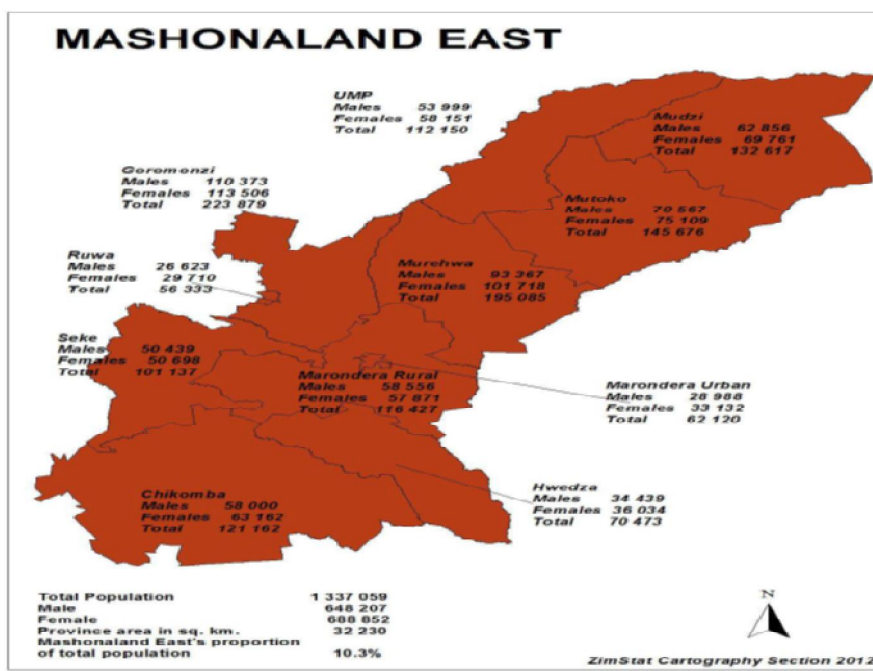 MASHONALAND EAST
UMP
Males 53 999
Females 58 151
Total 112 150
Mudzi
Males 62 856
Females 69 761
Total 132 617
Goromonzi
Males 110 373
Females 113 506
Total 223 879
Mutoko
Males 70 567
Females 75 109
Total 145 676
Ruwa
Males 26 623
Females 29 710
Total 56 333
Murehwa
Males 93 367
Females 101 718
Total 195 085
Seke
Males 50 439
Females 50 698
Total 101 137
Marondera Rural
Males 58 556
Females 57 871
Total 116 427
Marondera Urban
Males 28 988
Females 33 132
Total 62 120
Hwedza
Males 34 439
Females 36 034
Total 70 473
Chikomba
Males 58 000
Females 63 162
Total 121 162
Total Population 1 337 059
Male 648 207
Female 688 852
Province area in sq. km. 32 230
Mashonaland East's proportion
of total population 10.3%
N
ZimStat Cartography Section 2012